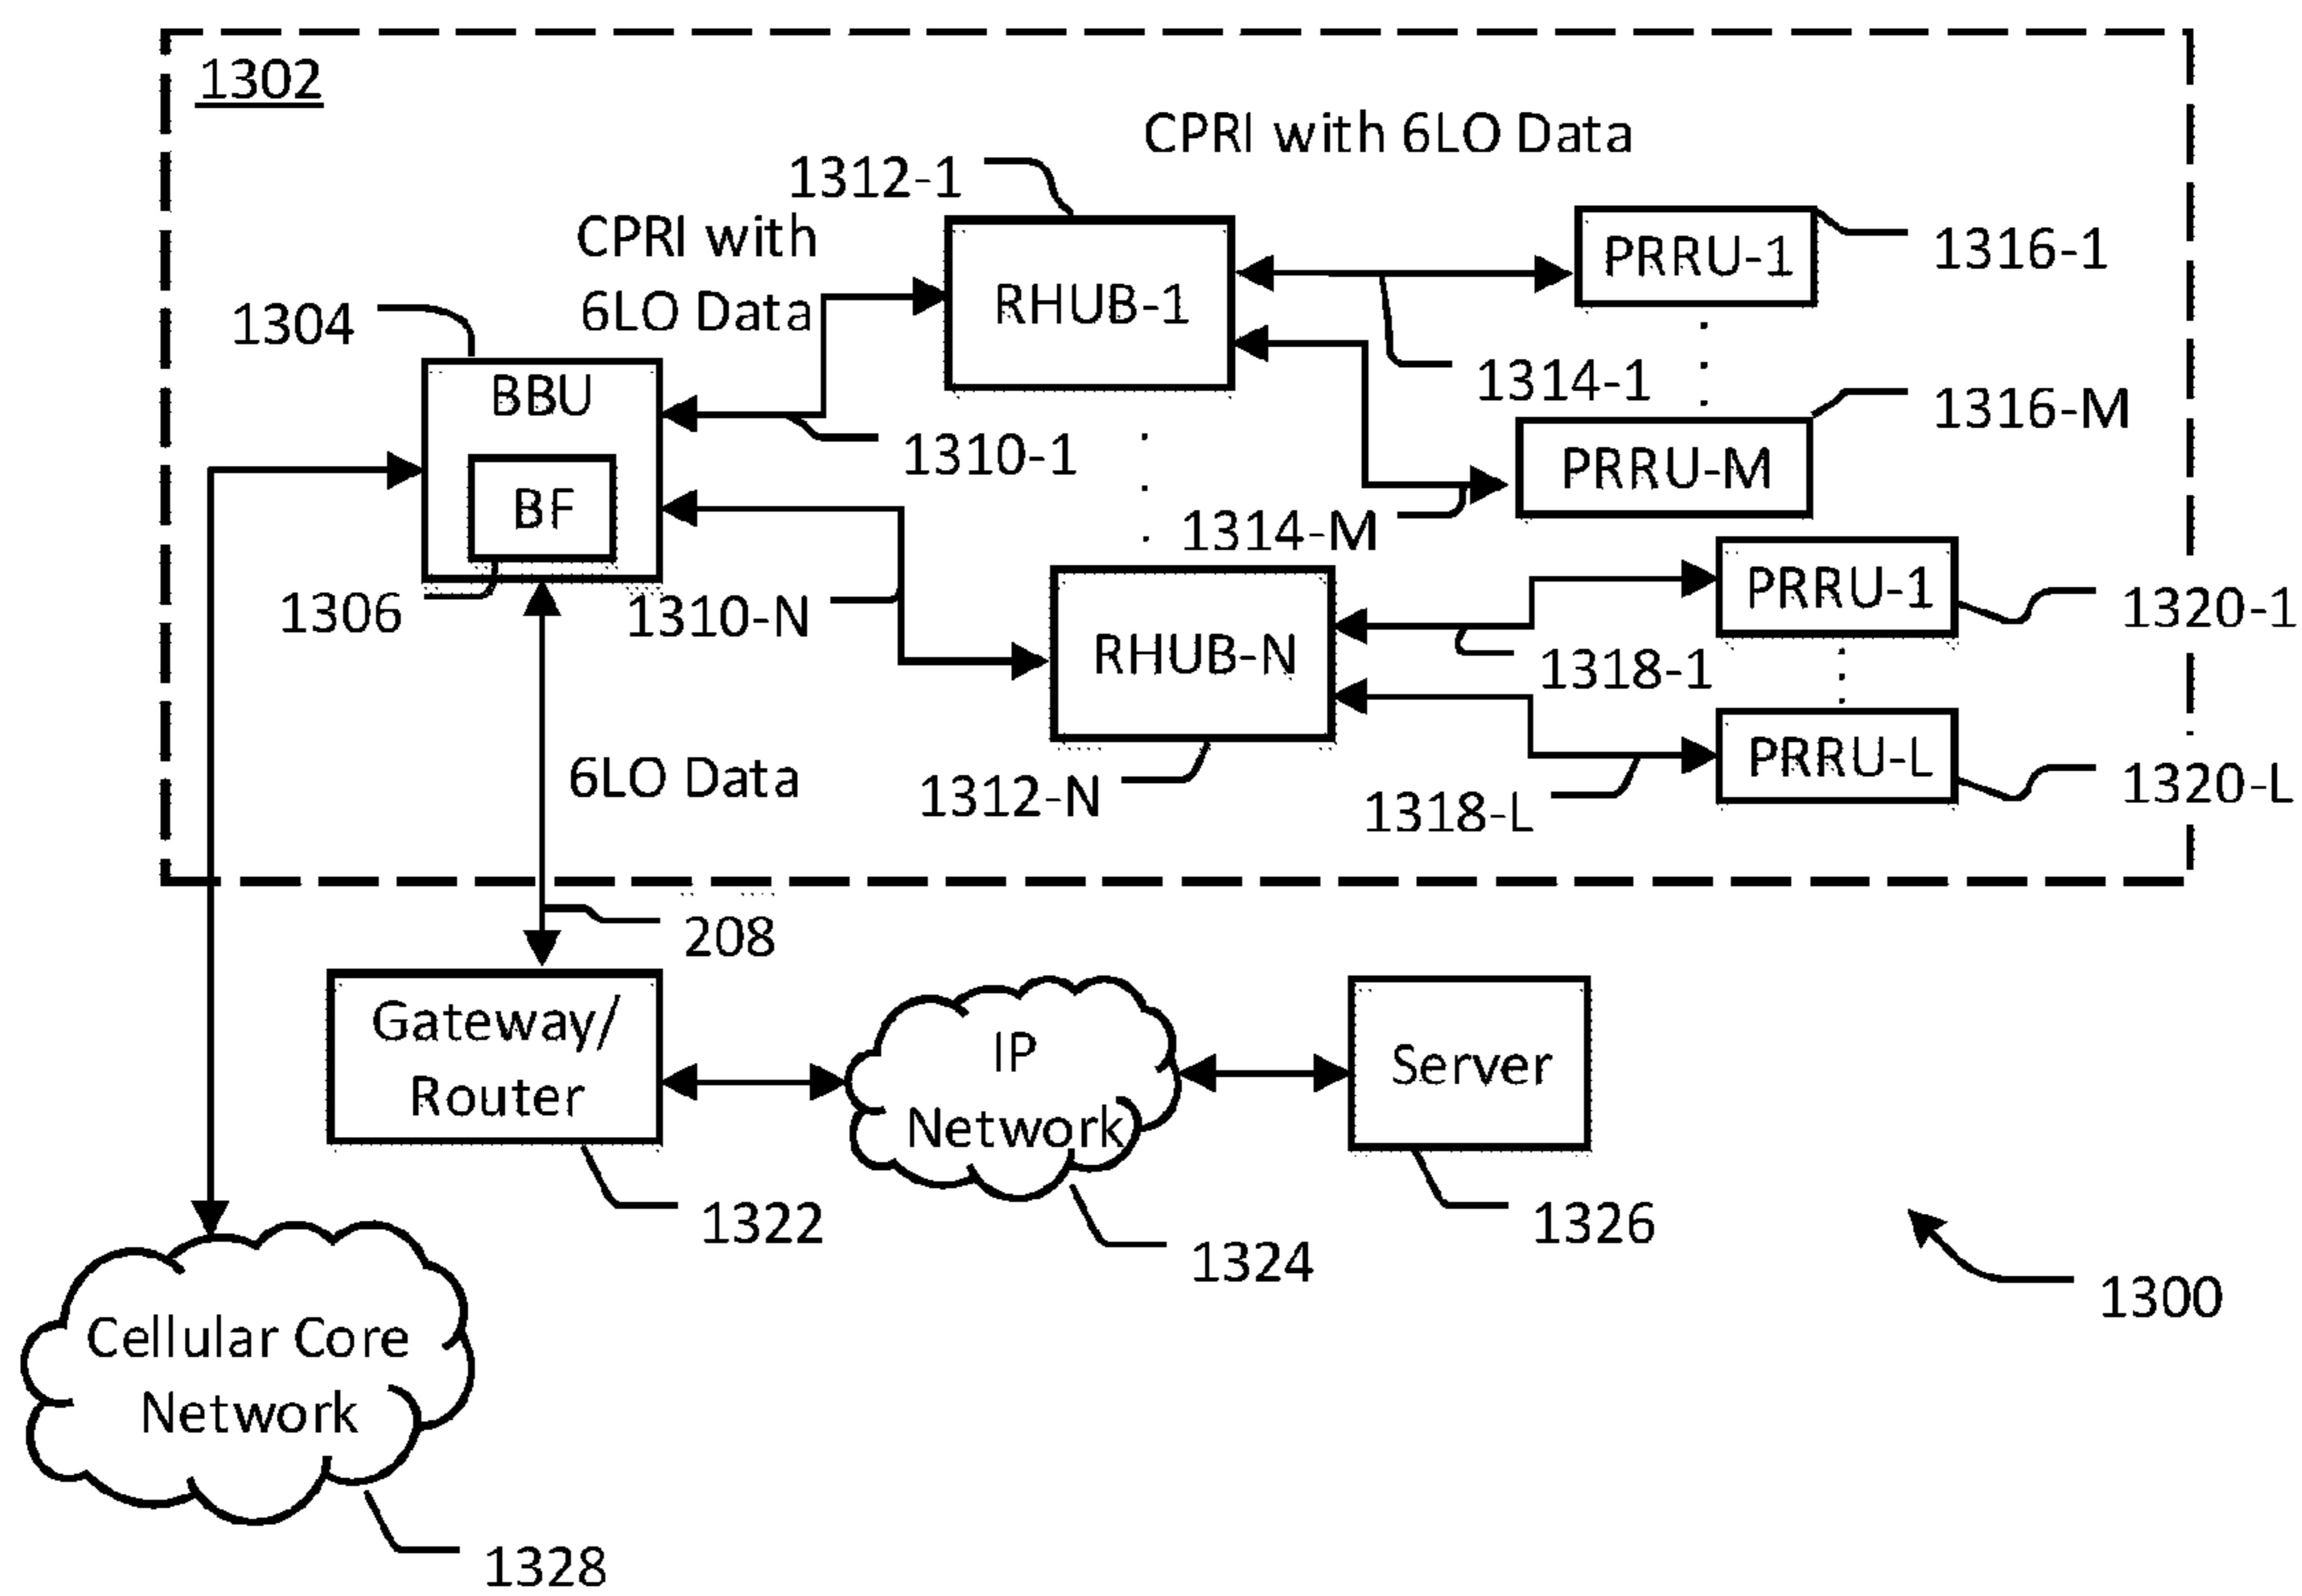 1302
CPRI with 6LO Data
1312-1
CPRI with
6LO Data
PRRU-1
1316-1
RHUB-1
1304
1314-1
BBU
1316-M
1310-1
PRRU-M
BF
1314-M
1306
1310-N
PRRU-1
1320-1
RHUB-N
1318-1
6LO Data
PRRU-L
1320-L
1312-N
1318-L
208
Gateway/
Router
IP
Network
Server
1322
1324
1326
1300
Cellular Core
Network
1328